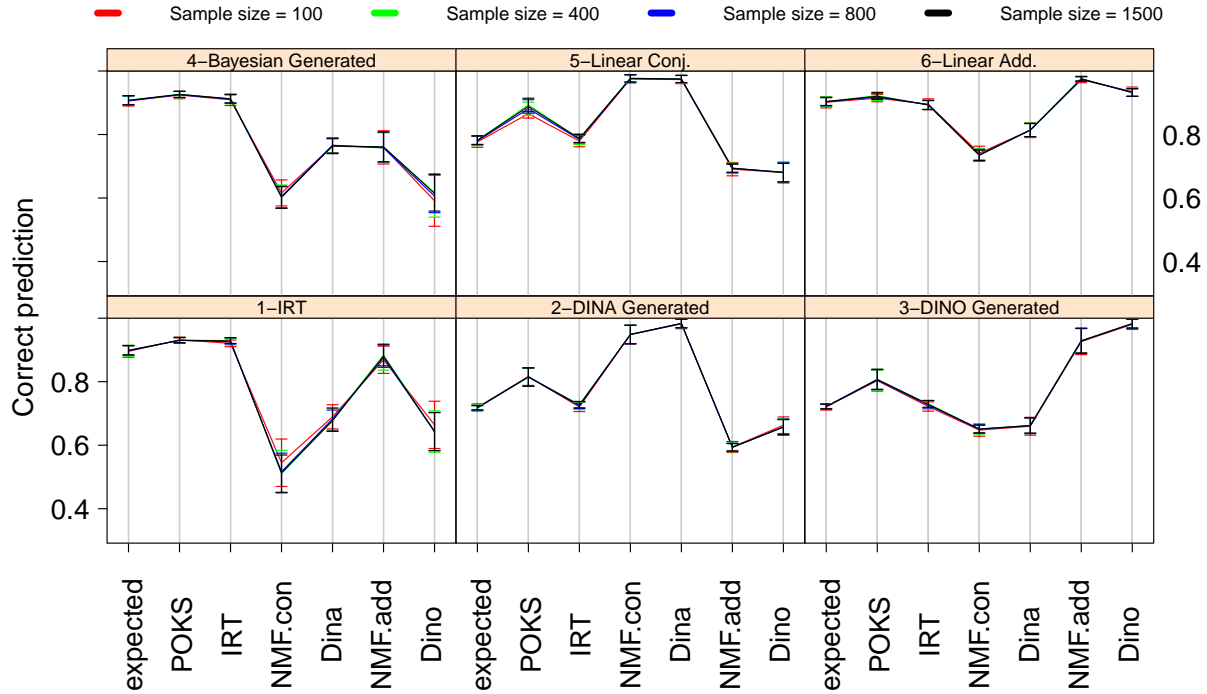 Sample size = 100 Sample size = 400 Sample size = 800 Sample size = 1500
4−Bayesian Generated 5−Linear Conj. 6−Linear Add.
0.8
0.6
0.4
Correct prediction
1−IRT 2−DINA Generated 3−DINO Generated
0.8
0.6
0.4
expected POKS IRT NMF.con Dina NMF.add Dino expected POKS IRT NMF.con Dina NMF.add Dino expected POKS IRT NMF.con Dina NMF.add Dino